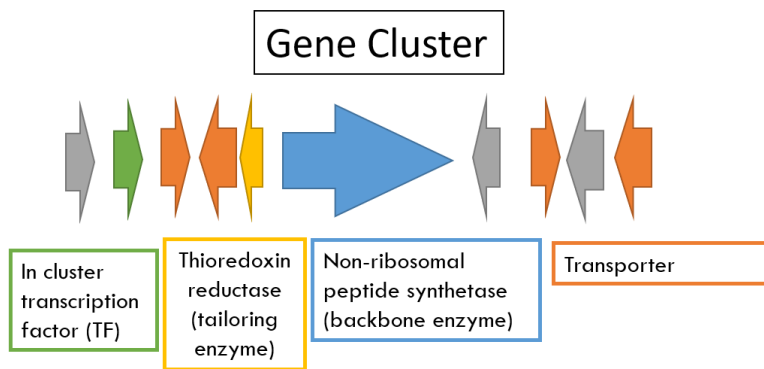 Gene Cluster
In cluster
transcription
factor (TF)
Thioredoxin
reductase
(tailoring
enzyme)
Non-ribosomal
peptide synthetase
(backbone enzyme)
Transporter